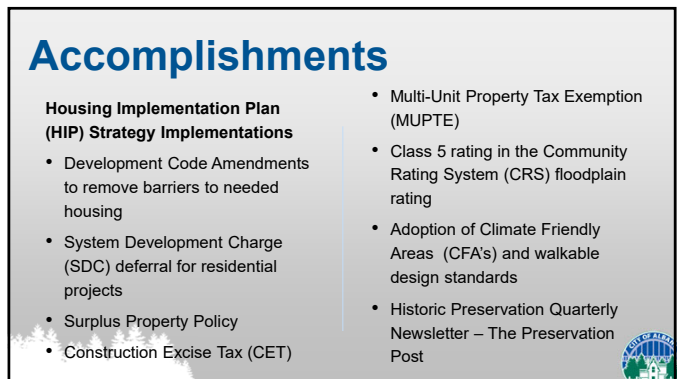 Accomplishments
Housing Implementation Plan
(HIP) Strategy Implementations
• Development Code Amendments
to remove barriers to needed
housing
• System Development Charge
(SDC) deferral for residential
projects
• Surplus Property Policy
• Construction Excise Tax (CET)
• Multi-Unit Property Tax Exemption
(MUPTE)
• Class 5 rating in the Community
Rating System (CRS) floodplain
rating
• Adoption of Climate Friendly
Areas (CFA's) and walkable
design standards
• Historic Preservation Quarterly
Newsletter – The Preservation
Post
CITY OF